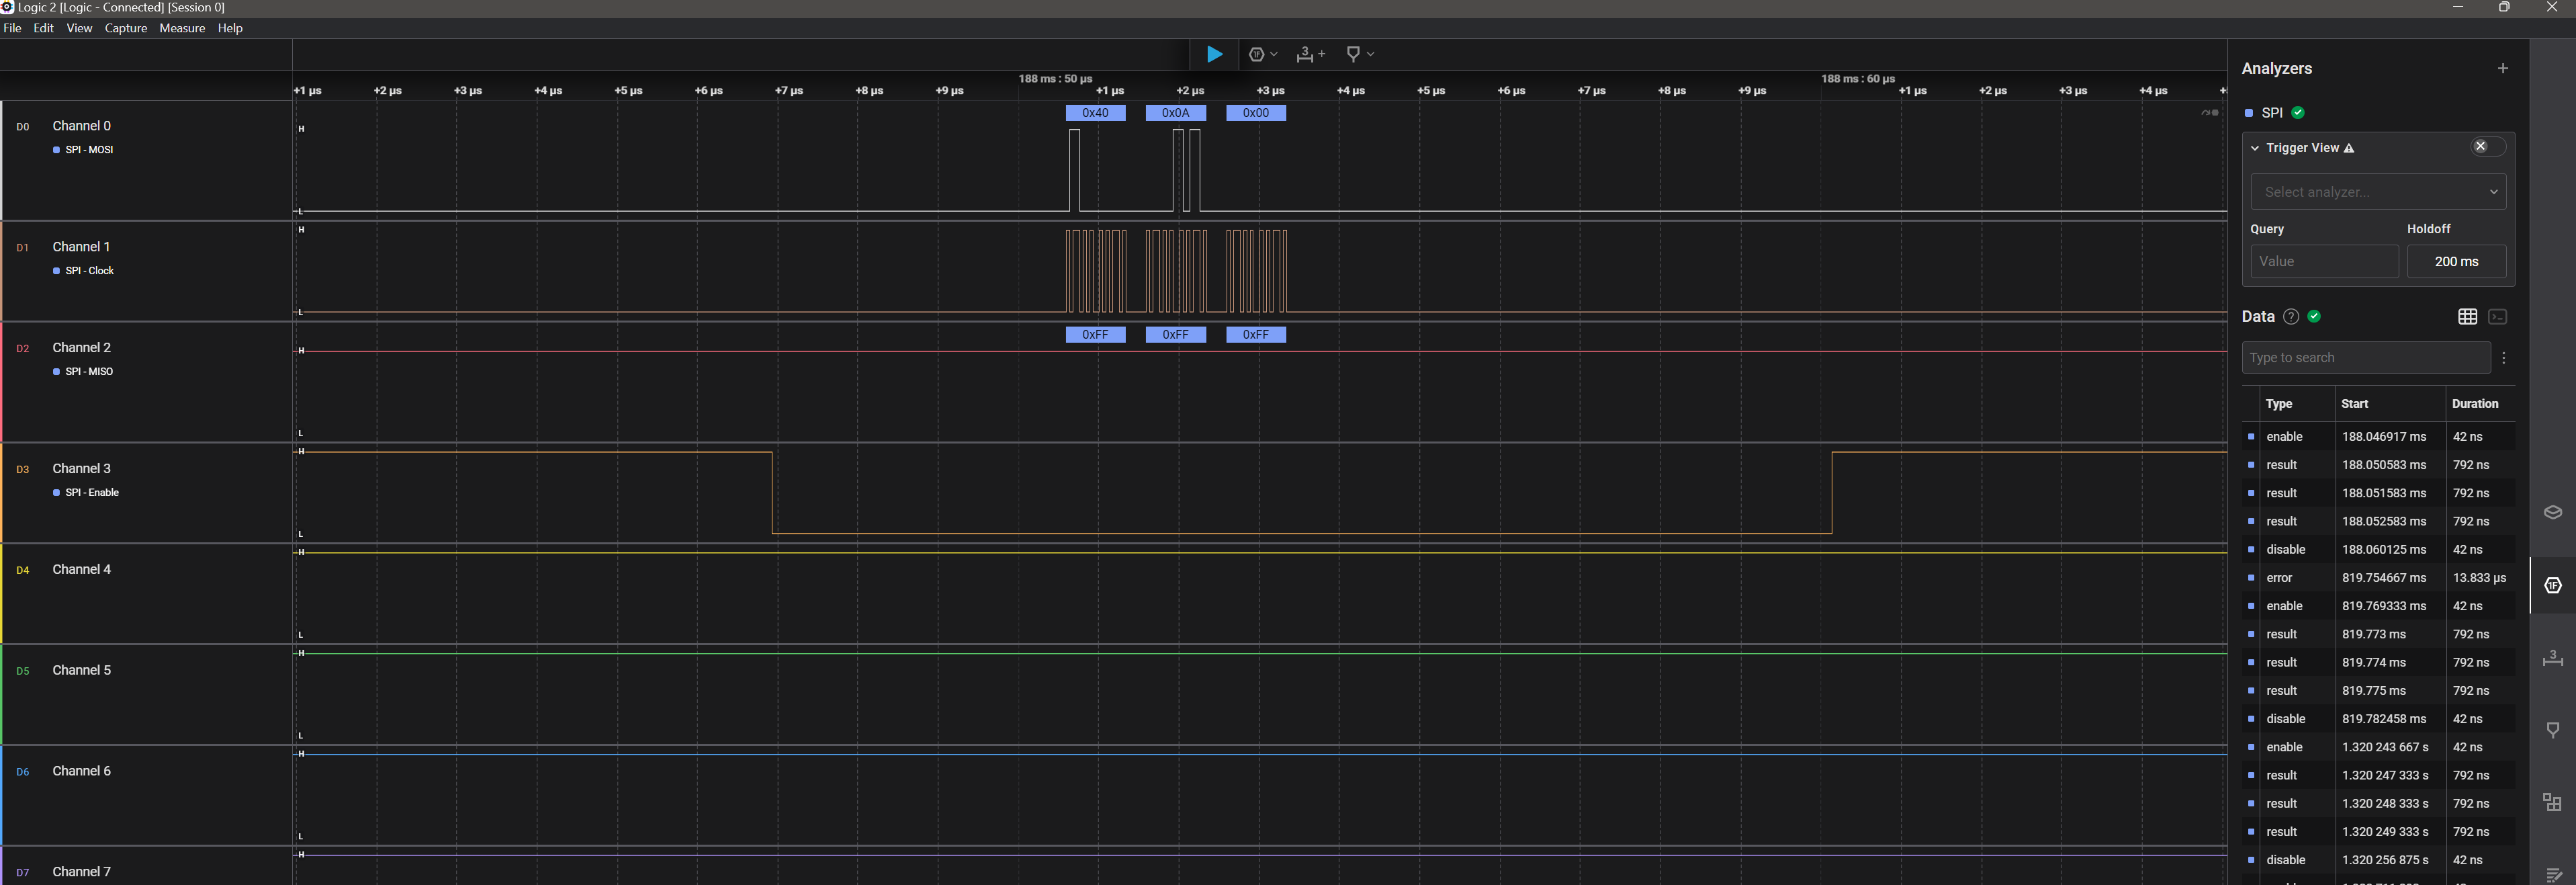 Logic 2 [Logic - Connected] [Session 0]
File Edit View Capture Measure Help
188 ms : 50 µs 188 ms : 60 µs
+1 µs +2 µs +3 µs +4 µs +5 µs +6 µs +7 µs +8 µs +9 µs +1 µs +2 µs +3 µs +4 µs +5 µs +6 µs +7 µs +8 µs +9 µs +1 µs +2 µs +3 µs +4 µs
0x40 0x0A 0x00
D0 Channel 0
H
SPI - MOSI
L
H
D1 Channel 1
SPI - Clock
L
0xFF 0xFF 0xFF
D2 Channel 2
H
SPI - MISO
L
H
D3 Channel 3
SPI - Enable
L
H
D4 Channel 4
L
H
D5 Channel 5
L
H
D6 Channel 6
L
H
D7 Channel 7
Analyzers
SPI
Trigger View
Select analyzer...
Query Holdoff
Value 200 ms
Data
Type to search
Type Start Duration
enable 188.046917 ms 42 ns
result 188.050583 ms 792 ns
result 188.051583 ms 792 ns
result 188.052583 ms 792 ns
disable 188.060125 ms 42 ns
error 819.754667 ms 13.833 µs
enable 819.769333 ms 42 ns
result 819.773 ms 792 ns
result 819.774 ms 792 ns
result 819.775 ms 792 ns
disable 819.782458 ms 42 ns
enable 1.320 243 667 s 42 ns
result 1.320 247 333 s 792 ns
result 1.320 248 333 s 792 ns
result 1.320 249 333 s 792 ns
disable 1.320 256 875 s 42 ns